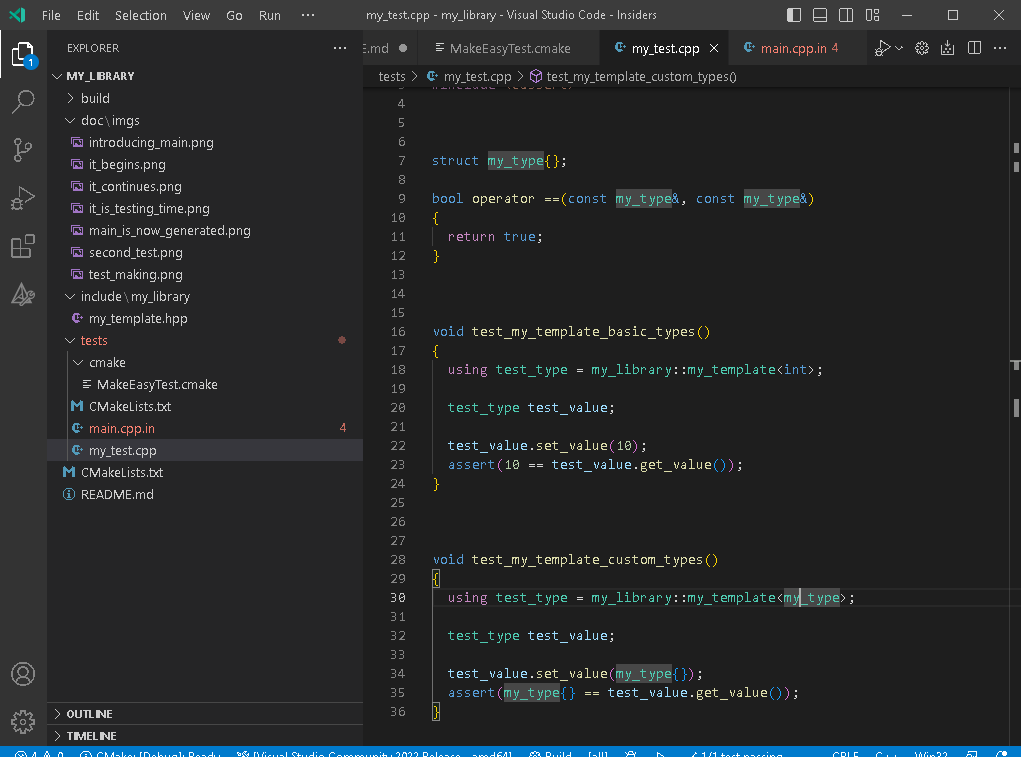 File Edit Selection View Go Run ··· my_test.cpp - my_library - Visual Studio Code - Insiders
EXPLORER ···
1
MY_LIBRARY
build
doc\imgs
introducing_main.png
it_begins.png
it_continues.png
it_is_testing_time.png
main_is_now_generated.png
second_test.png
test_making.png
include\my_library
my_template.hpp
tests
cmake
MakeEasyTest.cmake
CMakeLists.txt
main.cpp.in 4
my_test.cpp
CMakeLists.txt
README.md
OUTLINE
TIMELINE
E.md MakeEasyTest.cmake my_test.cpp main.cpp.in 4
tests > my_test.cpp > test_my_template_custom_types()
3 #include <cassert>
4
5
6
7 struct my_type{};
8
9 bool operator ==(const my_type&, const my_type&)
10 {
11 return true;
12 }
13
14
15
16 void test_my_template_basic_types()
17 {
18 using test_type = my_library::my_template<int>;
19
20 test_type test_value;
21
22 test_value.set_value(10);
23 assert(10 == test_value.get_value());
24 }
25
26
27
28 void test_my_template_custom_types()
29 {
30 using test_type = my_library::my_template<my_type>;
31
32 test_type test_value;
33
34 test_value.set_value(my_type{});
35 assert(my_type{} == test_value.get_value());
36 }
4 0 CMake: [Debug]: Ready [Visual Studio Community 2022 Release - amd64] Build [all] 1/1 test passing CRLF C++ Win32